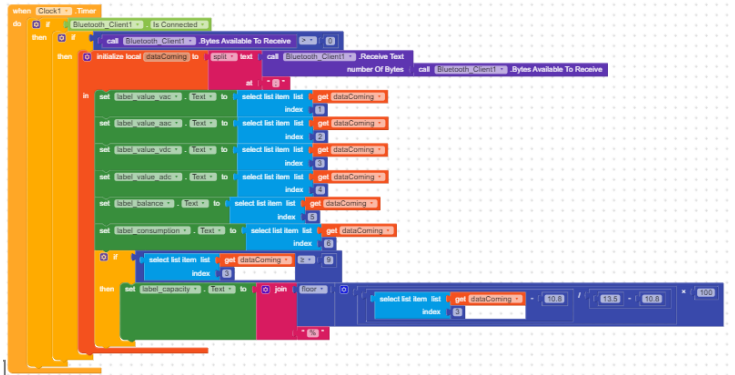 when Clock1 .Timer
do if Bluetooth_Client1 . Is Connected
then if call Bluetooth_Client1 .Bytes Available To Receive > 0
then initialize local dataComing to split text call Bluetooth_Client1 .Receive Text
number Of Bytes call Bluetooth_Client1 .Bytes Available To Receive
at " "
in set label_value_vac . Text to select list item list get dataComing
index 1
set label_value_aac . Text to select list item list get dataComing
index 2
set label_value_vdc . Text to select list item list get dataComing
index 3
set label_value_adc . Text to select list item list get dataComing
index 4
set label_balance . Text to select list item list get dataComing
index 5
set label_consumption . Text to select list item list get dataComing
index 6
if select list item list get dataComing ≥ 9
index 3
then set label_capacity . Text to join floor select list item list get dataComing - 10.8 / 13.5 - 10.8 × 100
index 3
" % "